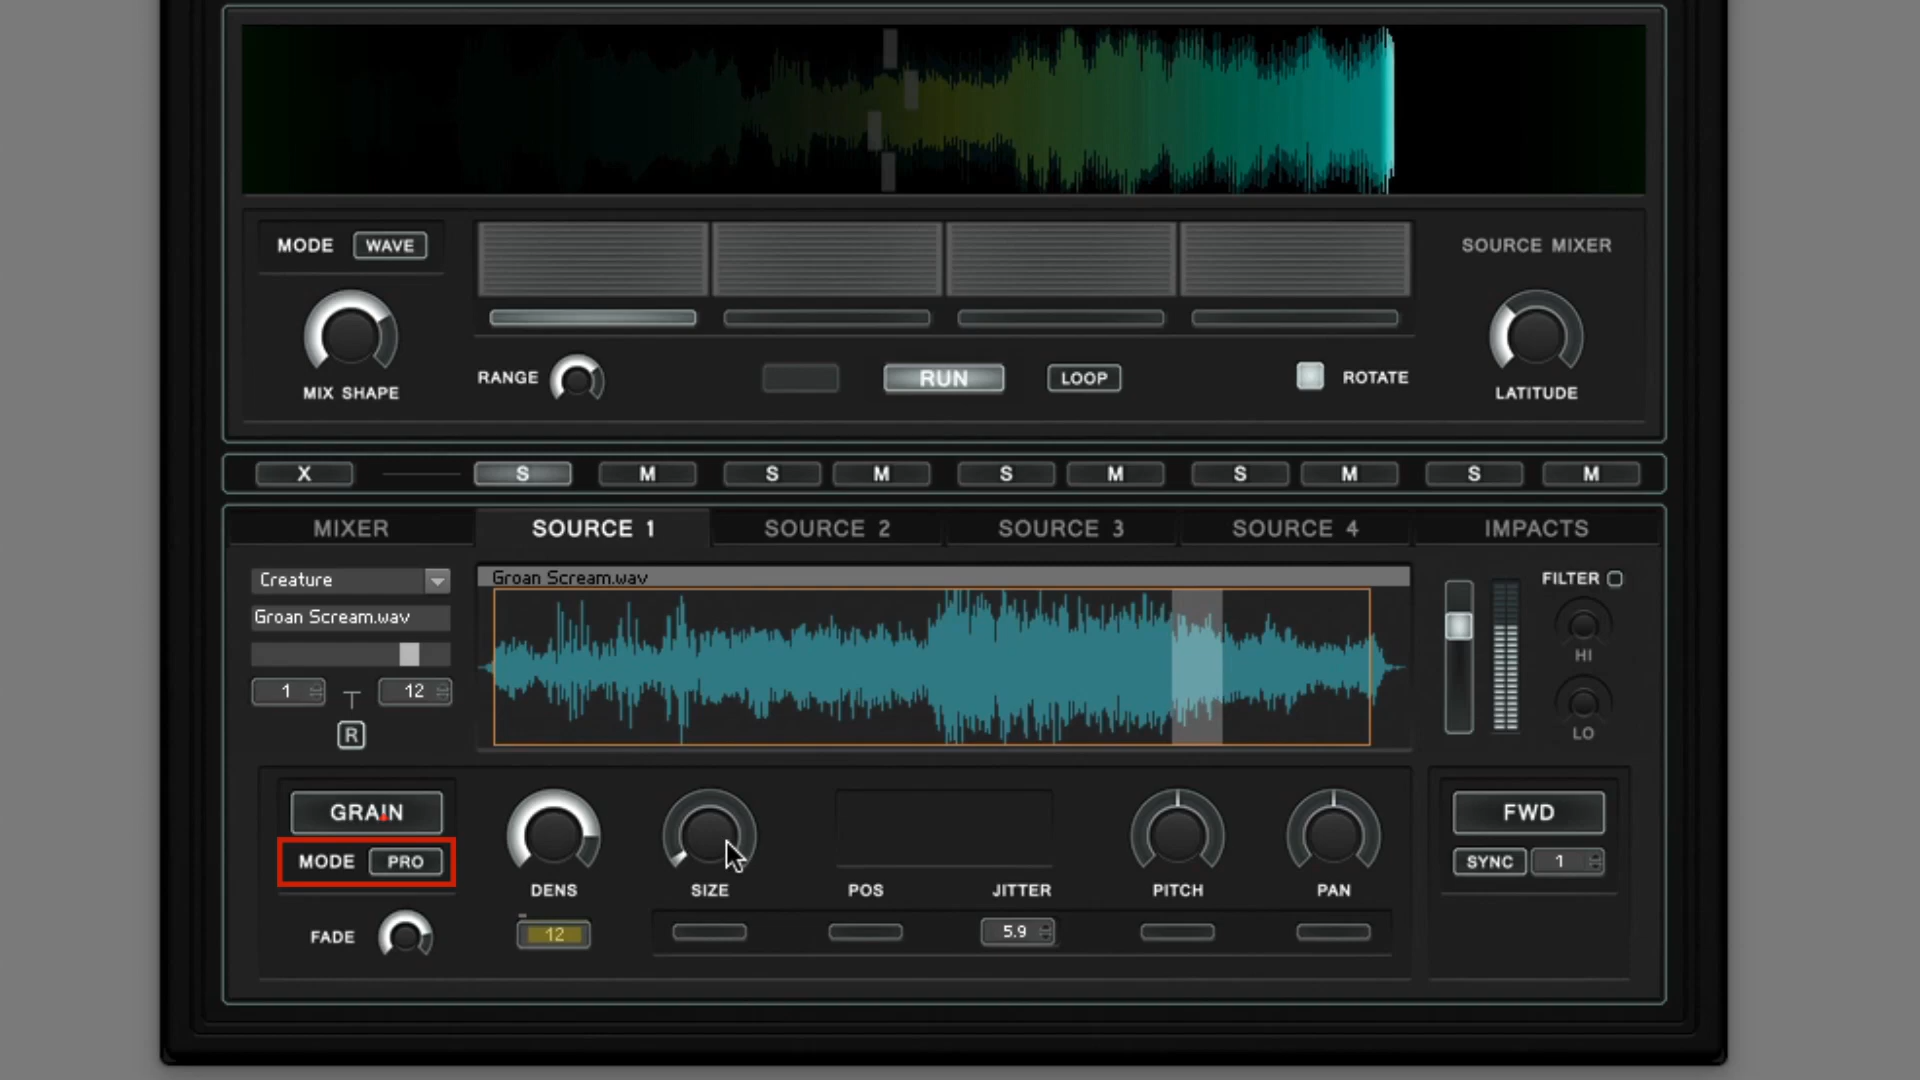 MODE WAVE
SOURCE MIXER
MIX SHAPE
RANGE
RUN
LOOP
ROTATE
LATITUDE
X S M S M S M S M S M
MIXER SOURCE 1 SOURCE 2 SOURCE 3 SOURCE 4 IMPACTS
Creature
Groan Scream.wav
FILTER
Groan Scream.wav
HI
1 T 12
R
LO
GRAIN
FWD
MODE PRO
SYNC 1
DENS SIZE POS JITTER PITCH PAN
FADE
12
5.9